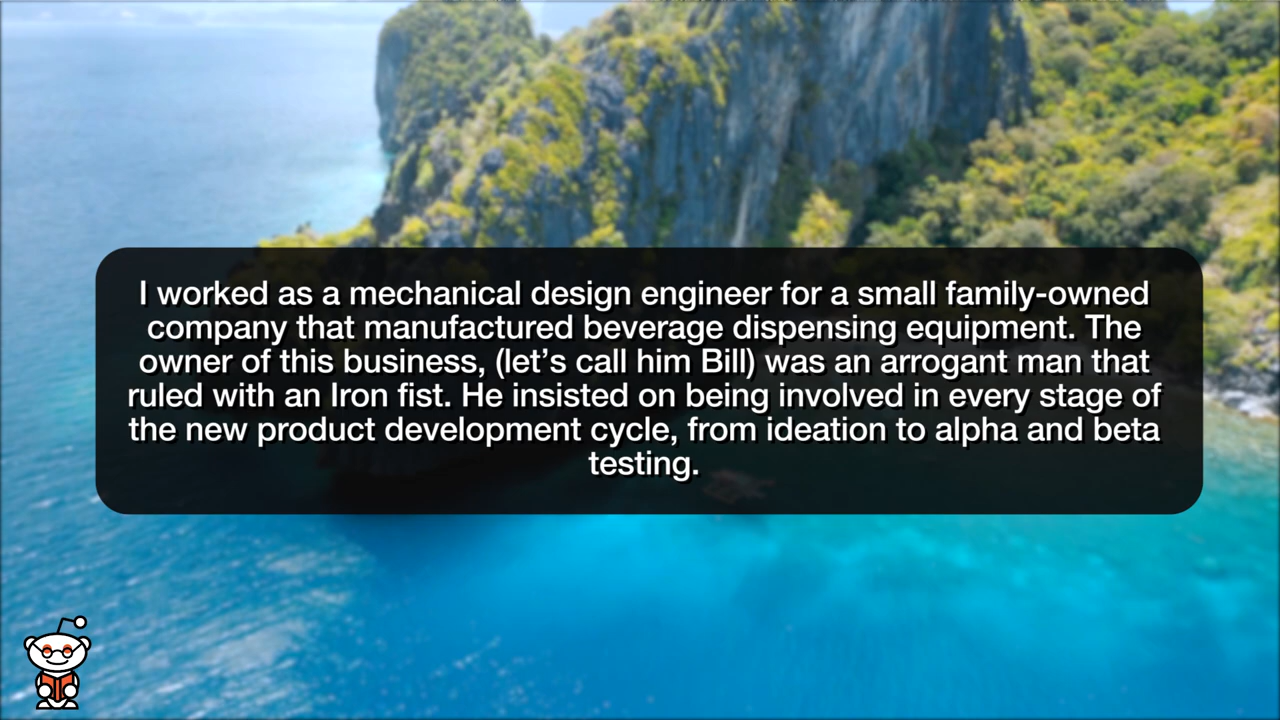 I worked as a mechanical design engineer for a small family-owned
company that manufactured beverage dispensing equipment. The
owner of this business, (let’s call him Bill) was an arrogant man that
ruled with an Iron fist. He insisted on being involved in every stage of
the new product development cycle, from ideation to alpha and beta
testing.